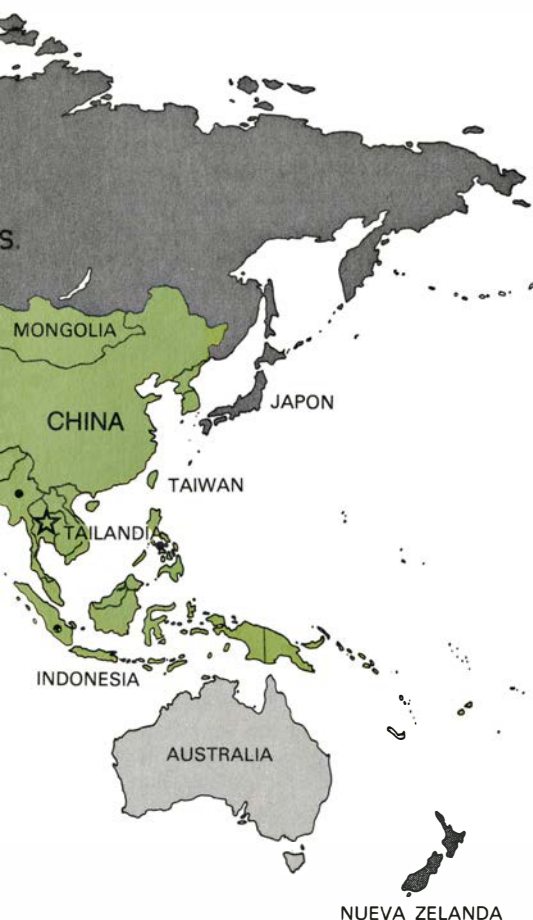 S.
MONGOLIA
CHINA
JAPON
TAIWAN
TAILANDIA
INDONESIA
AUSTRALIA
NUEVA ZELANDA